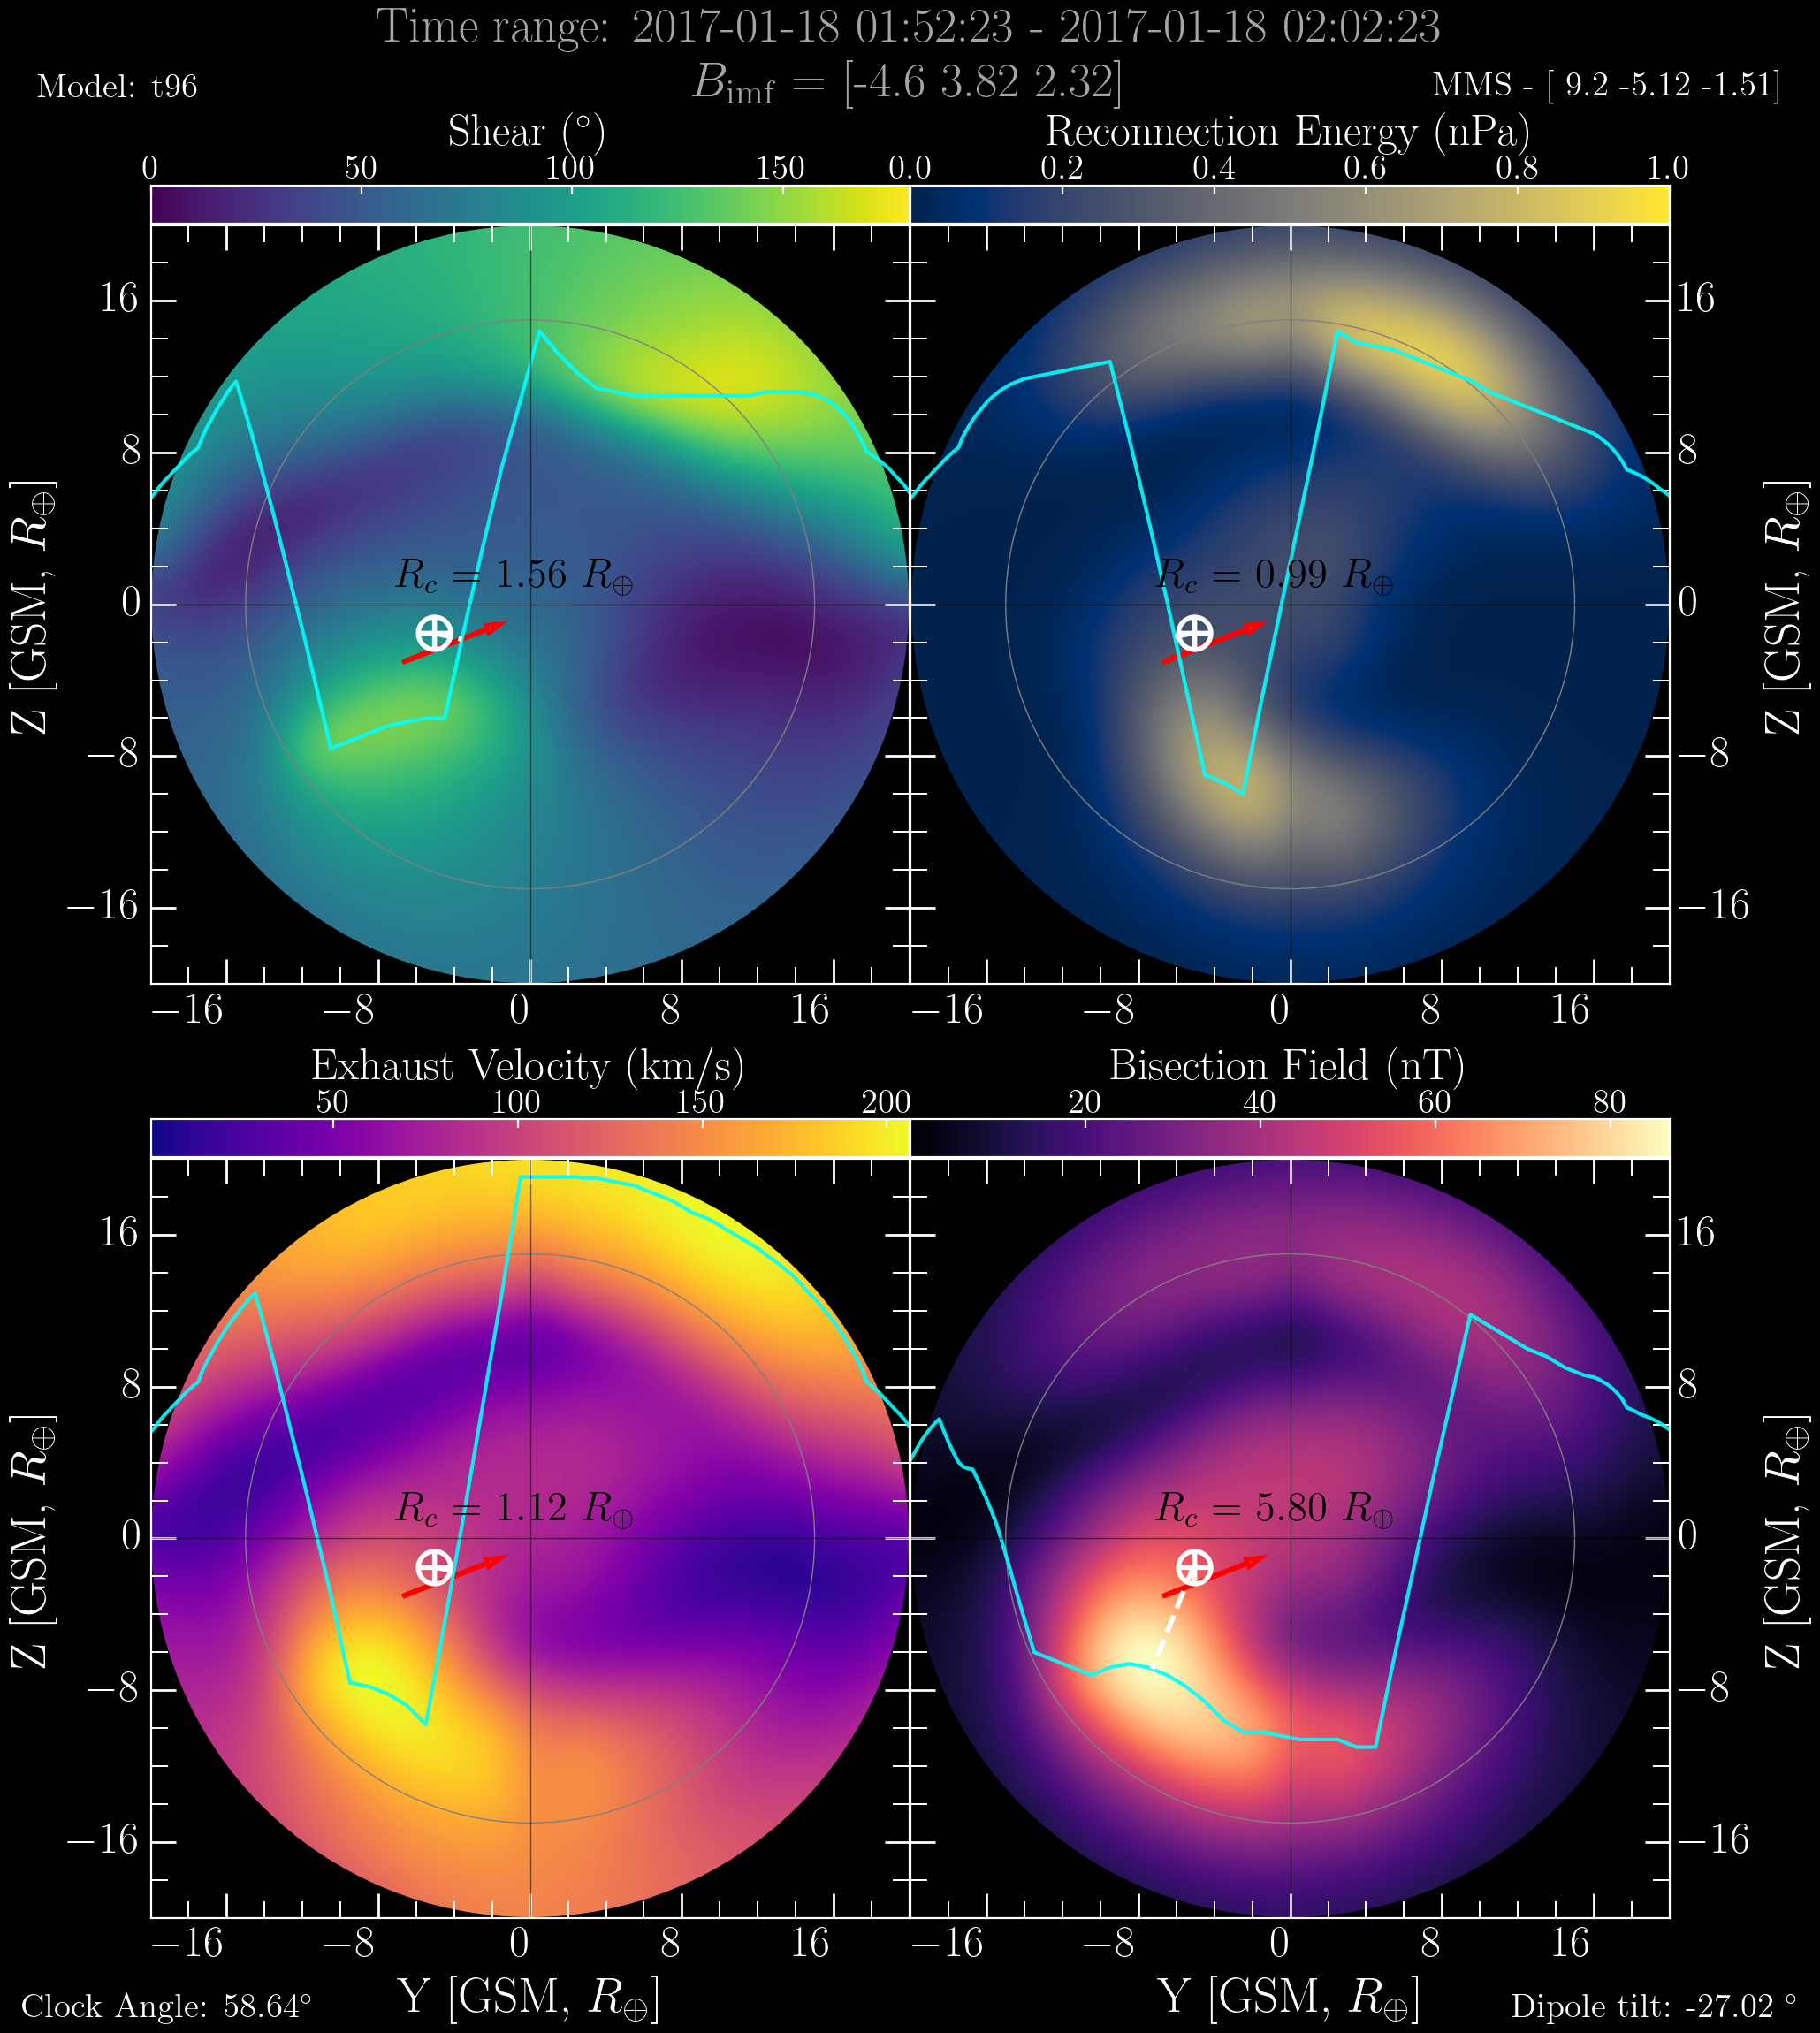 Time range: 2017-01-18 01:52:23 - 2017-01-18 02:02:23
Model: t96
B_imf = [-4.6 3.82 2.32]
MMS - [ 9.2 -5.12 -1.51]
Shear (°)
Reconnection Energy (nPa)
0 50 100 150
0.0 0.2 0.4 0.6 0.8 1.0
16
8
0
−8
−16
Z [GSM, R⊕]
R_c = 1.56 R⊕
R_c = 0.99 R⊕
16
8
0
−8
−16
Z [GSM, R⊕]
−16 −8 0 8 16
−16 −8 0 8 16
Exhaust Velocity (km/s)
Bisection Field (nT)
50 100 150 200
20 40 60 80
16
8
0
−8
−16
Z [GSM, R⊕]
R_c = 1.12 R⊕
R_c = 5.80 R⊕
16
8
0
−8
−16
Z [GSM, R⊕]
−16 −8 0 8 16
−16 −8 0 8 16
Clock Angle: 58.64°
Y [GSM, R⊕]
Y [GSM, R⊕]
Dipole tilt: -27.02 °